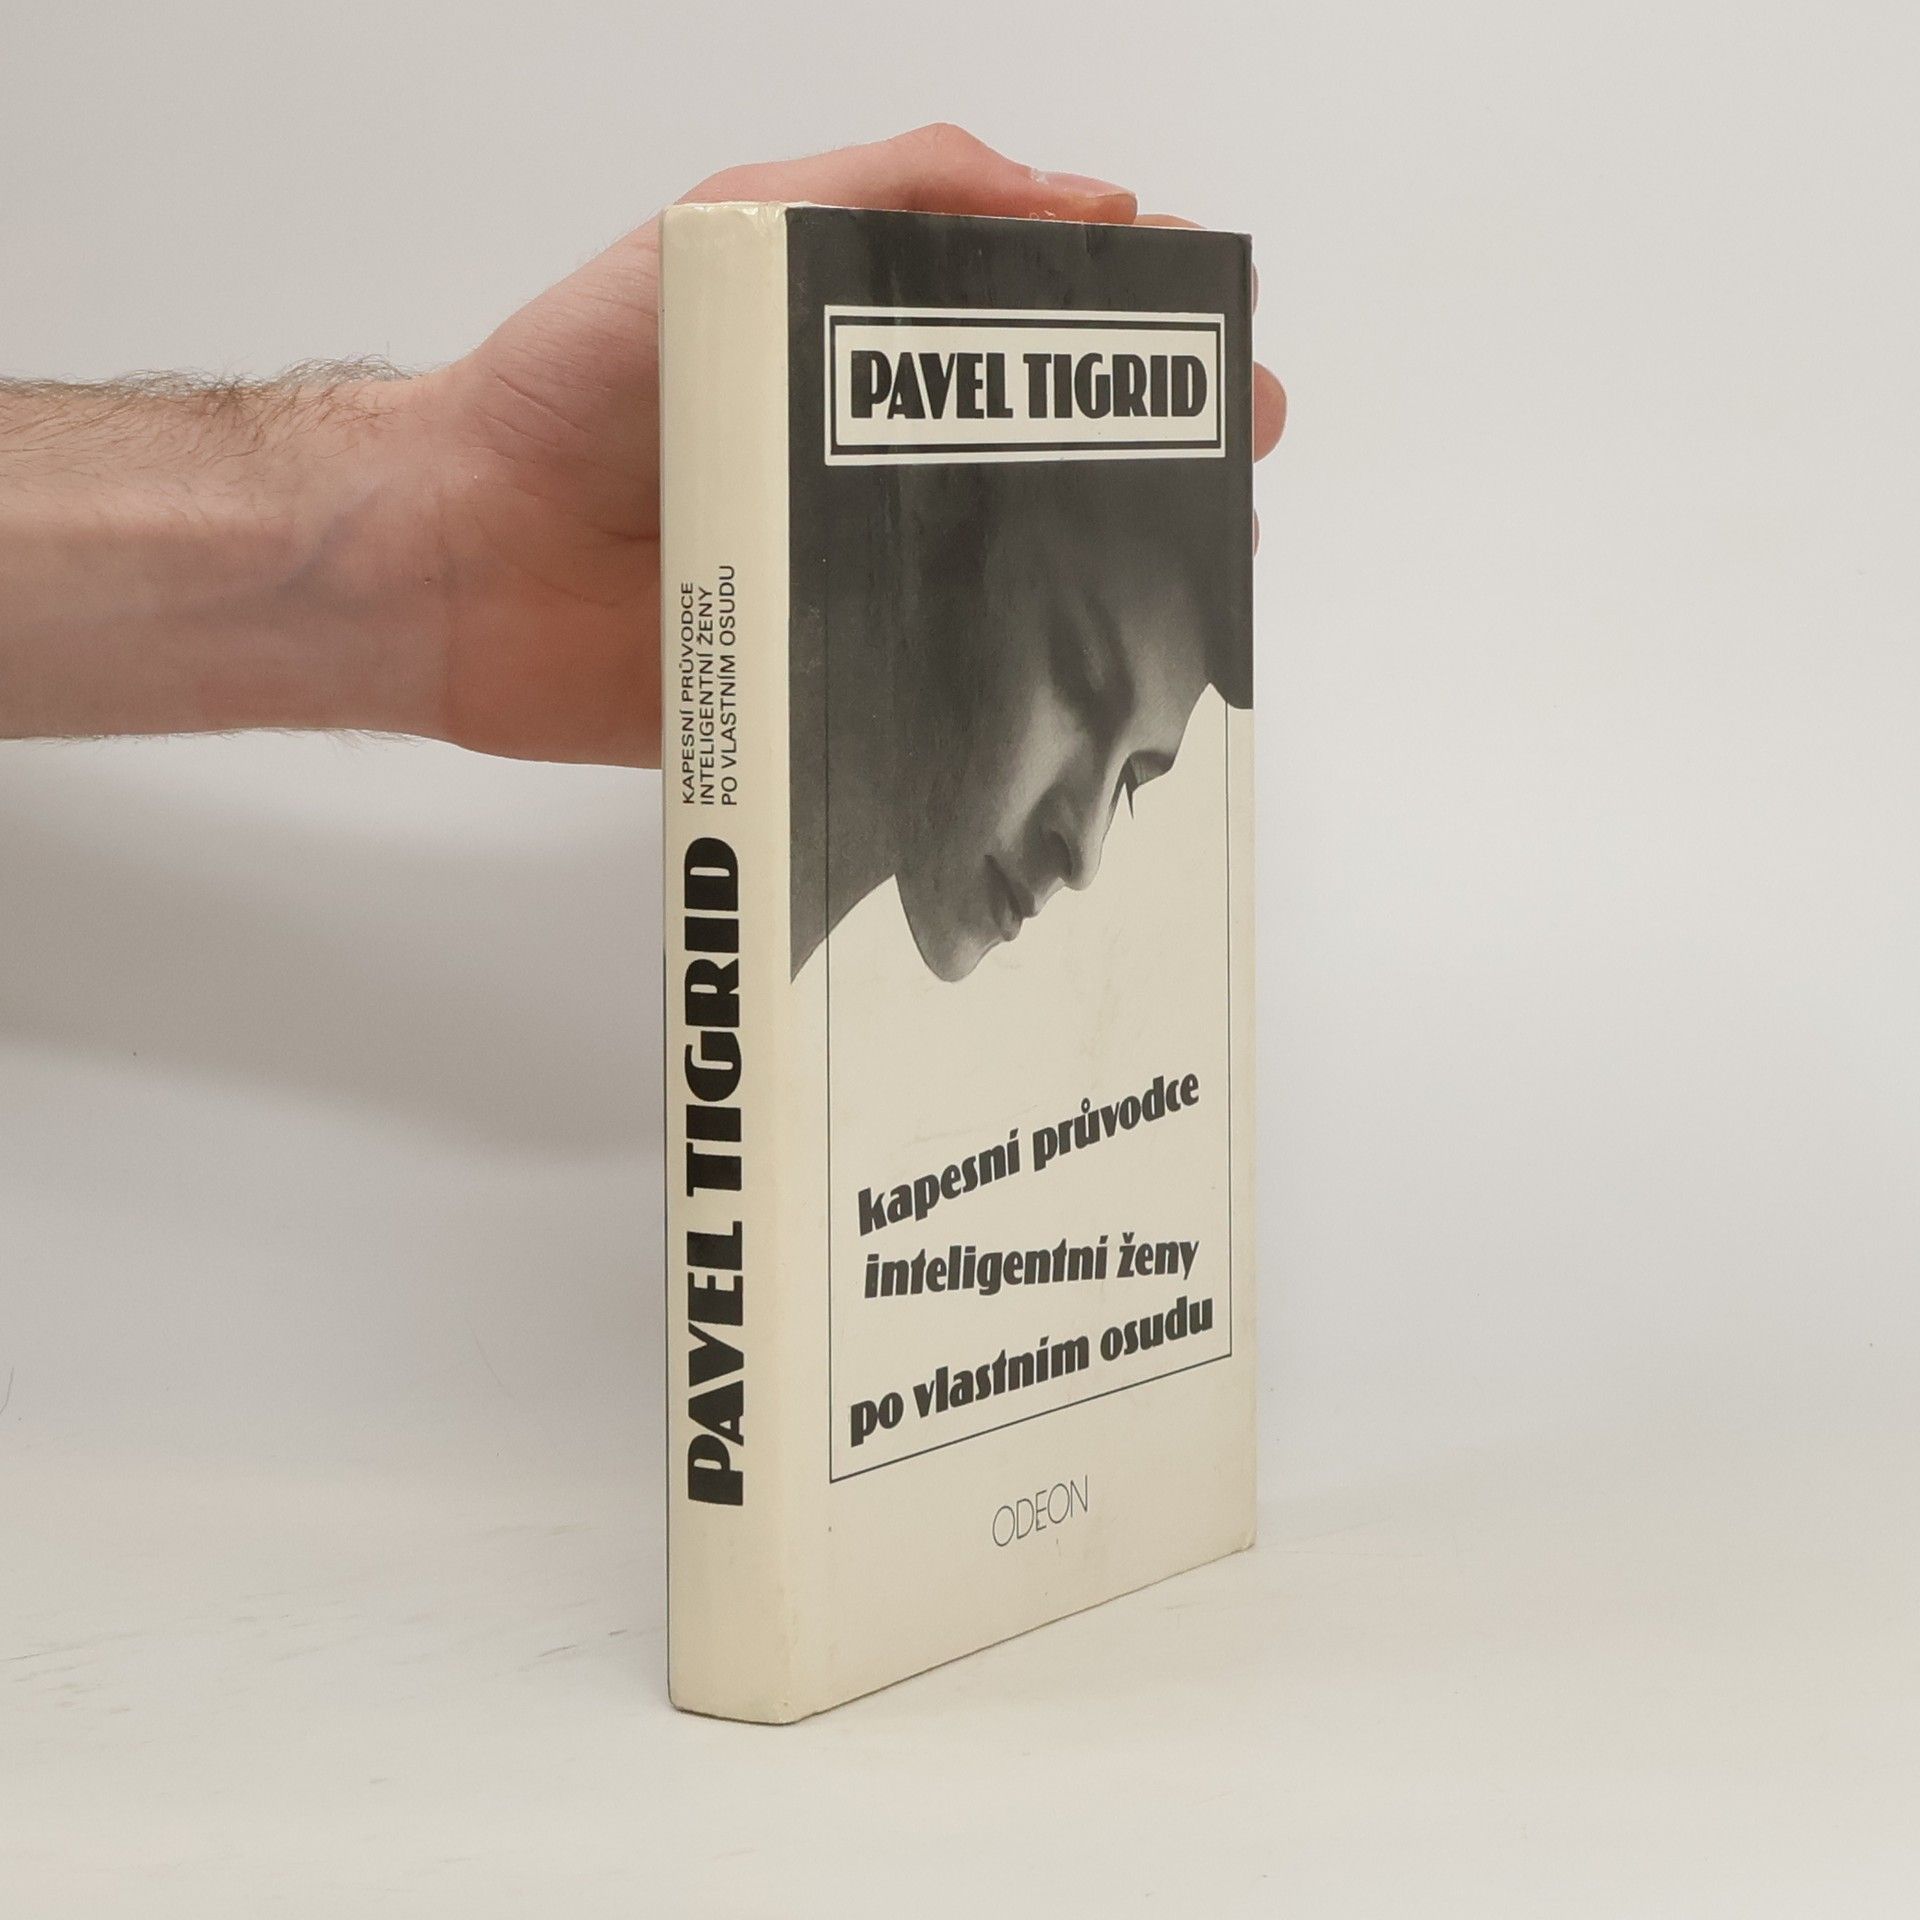 KAPESNÍ PRŮVODCE
INTELIGENTNÍ ŽENY
PO VLASTNÍM OSUDU
PAVEL TIGRID
PAVEL TIGRID
kapesní průvodce
inteligentní ženy
po vlastním osudu
ODEON